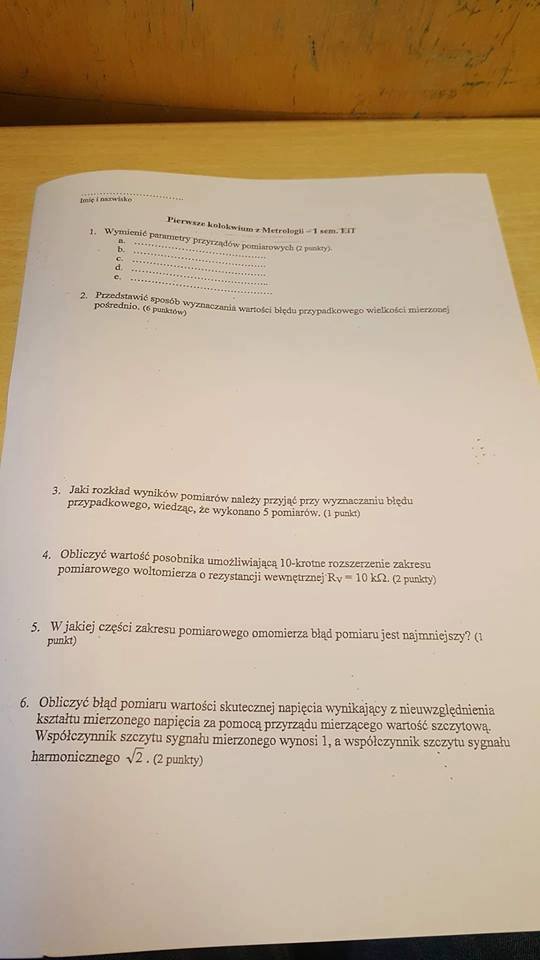 ..............................
Imię i nazwisko
Pierwsze kolokwium z Metrologii – 1 sem. EiT
1. Wymienić parametry przyrządów pomiarowych (2 punkty).
a. ........................................
b. ........................................
c. ........................................
d. ........................................
e. ........................................
2. Przedstawić sposób wyznaczania wartości błędu przypadkowego wielkości mierzonej
pośrednio. (6 punktów)
3. Jaki rozkład wyników pomiarów należy przyjąć przy wyznaczaniu błędu
przypadkowego, wiedząc, że wykonano 5 pomiarów. (1 punkt)
4. Obliczyć wartość posobnika umożliwiającą 10-krotne rozszerzenie zakresu
pomiarowego woltomierza o rezystancji wewnętrznej Rv = 10 kΩ. (2 punkty)
5. W jakiej części zakresu pomiarowego omomierza błąd pomiaru jest najmniejszy? (1
punkt)
6. Obliczyć błąd pomiaru wartości skutecznej napięcia wynikający z nieuwzględnienia
kształtu mierzonego napięcia za pomocą przyrządu mierzącego wartość szczytową.
Współczynnik szczytu sygnału mierzonego wynosi 1, a współczynnik szczytu sygnału
harmonicznego √2 . (2 punkty)